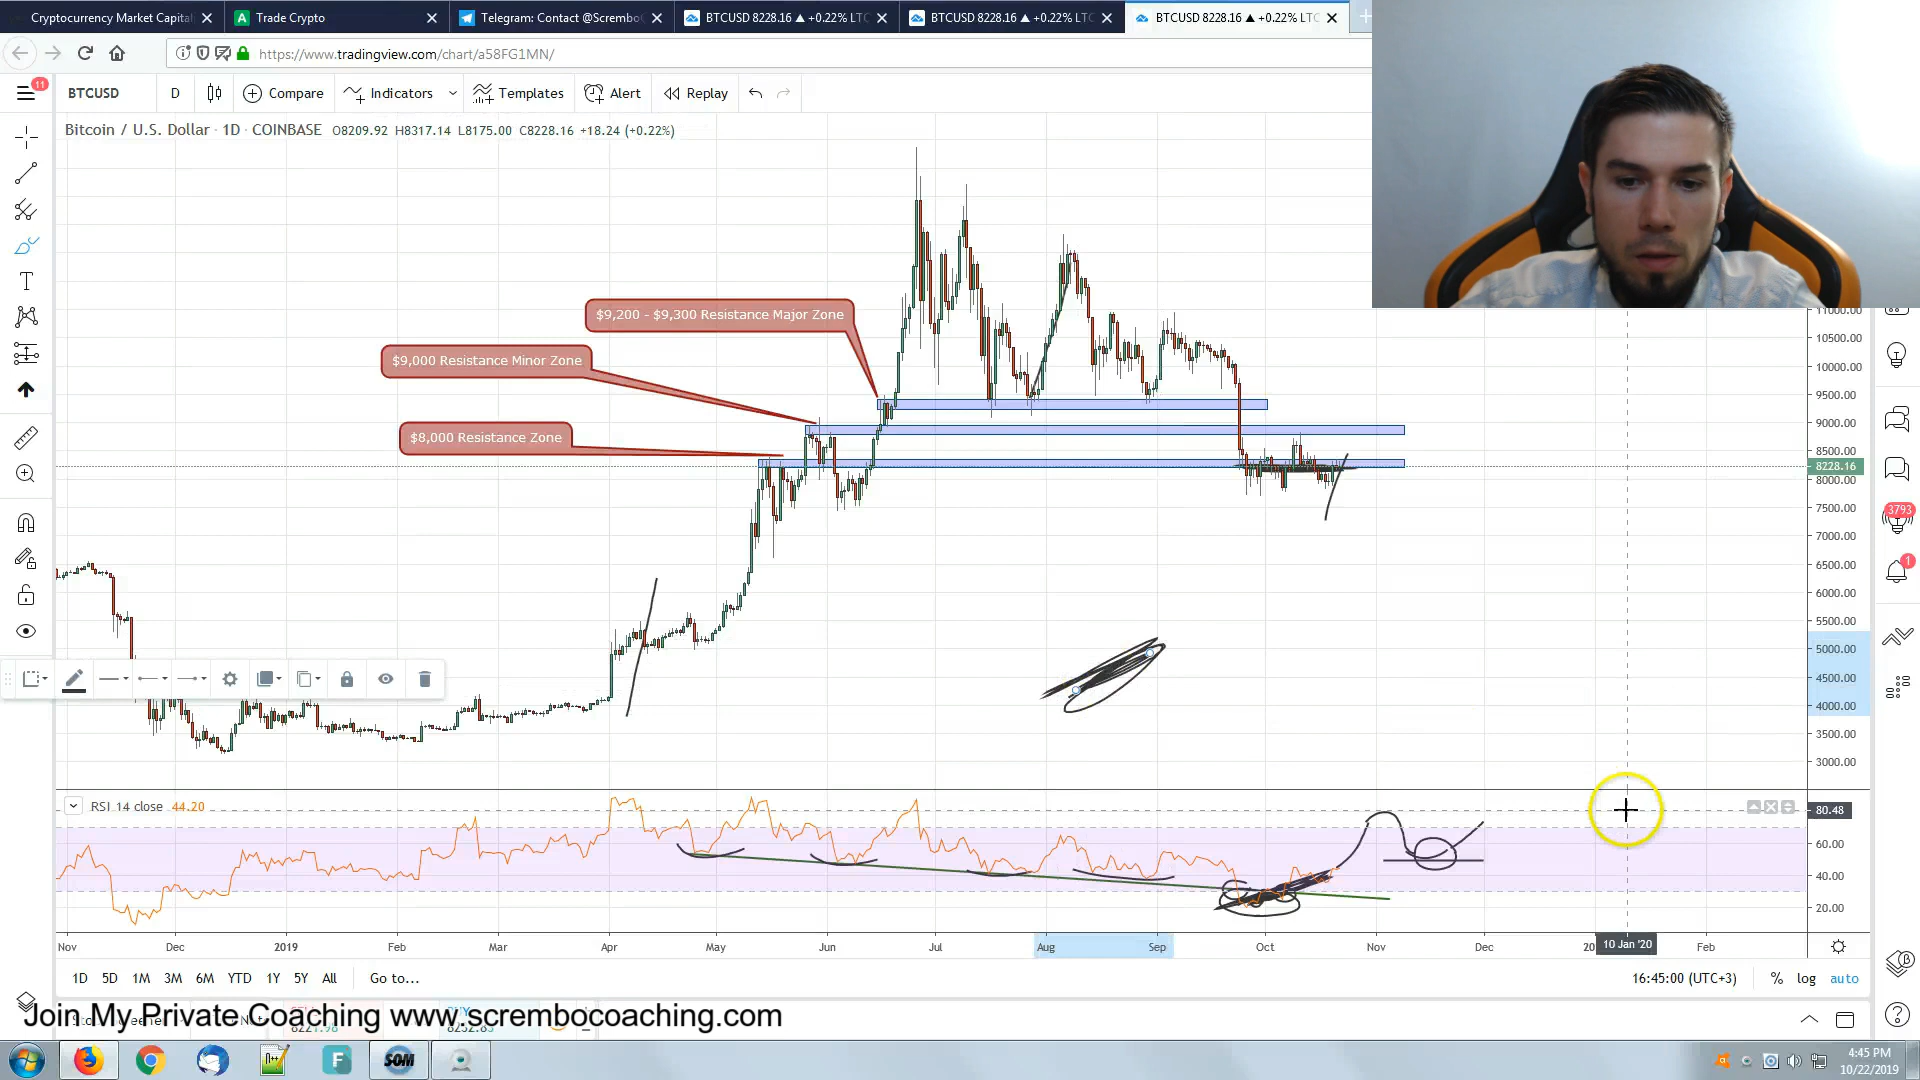 Cryptocurrency Market Capital
Trade Crypto
Telegram: Contact @Scrembo
BTCUSD 8228.16 ▲ +0.22% LTC
BTCUSD 8228.16 ▲ +0.22% LTC
BTCUSD 8228.16 ▲ +0.22% LTC
https://www.tradingview.com/chart/a58FG1MN/
11
BTCUSD
D
Compare
Indicators
Templates
Alert
Replay
Bitcoin / U.S. Dollar · 1D · COINBASE O8209.92 H8317.14 L8175.00 C8228.16 +18.24 (+0.22%)
$9,200 - $9,300 Resistance Major Zone
$9,000 Resistance Minor Zone
$8,000 Resistance Zone
11000.00
10500.00
10000.00
9500.00
9000.00
8500.00
8228.16
8000.00
7500.00
7000.00
6500.00
6000.00
5500.00
5000.00
4500.00
4000.00
3500.00
3000.00
3793
1
RSI 14 close 44.20
80.48
60.00
40.00
20.00
Nov Dec 2019 Feb Mar Apr May Jun Jul Aug Sep Oct Nov Dec 10 Jan '20 Feb
1D 5D 1M 3M 6M YTD 1Y 5Y All Go to...
16:45:00 (UTC+3) % log auto
Join My Private Coaching www.scrembocoaching.com
SOM
4:45 PM
10/22/2019